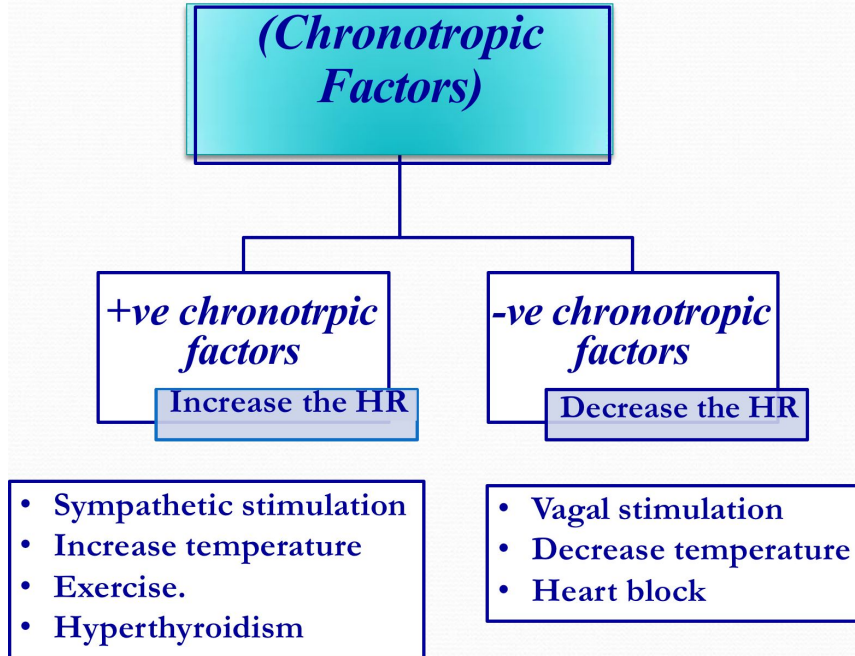 (Chronotropic
Factors)
+ve chronotrpic
factors
Increase the HR
-ve chronotropic
factors
Decrease the HR
• Sympathetic stimulation
• Increase temperature
• Exercise.
• Hyperthyroidism
• Vagal stimulation
• Decrease temperature
• Heart block